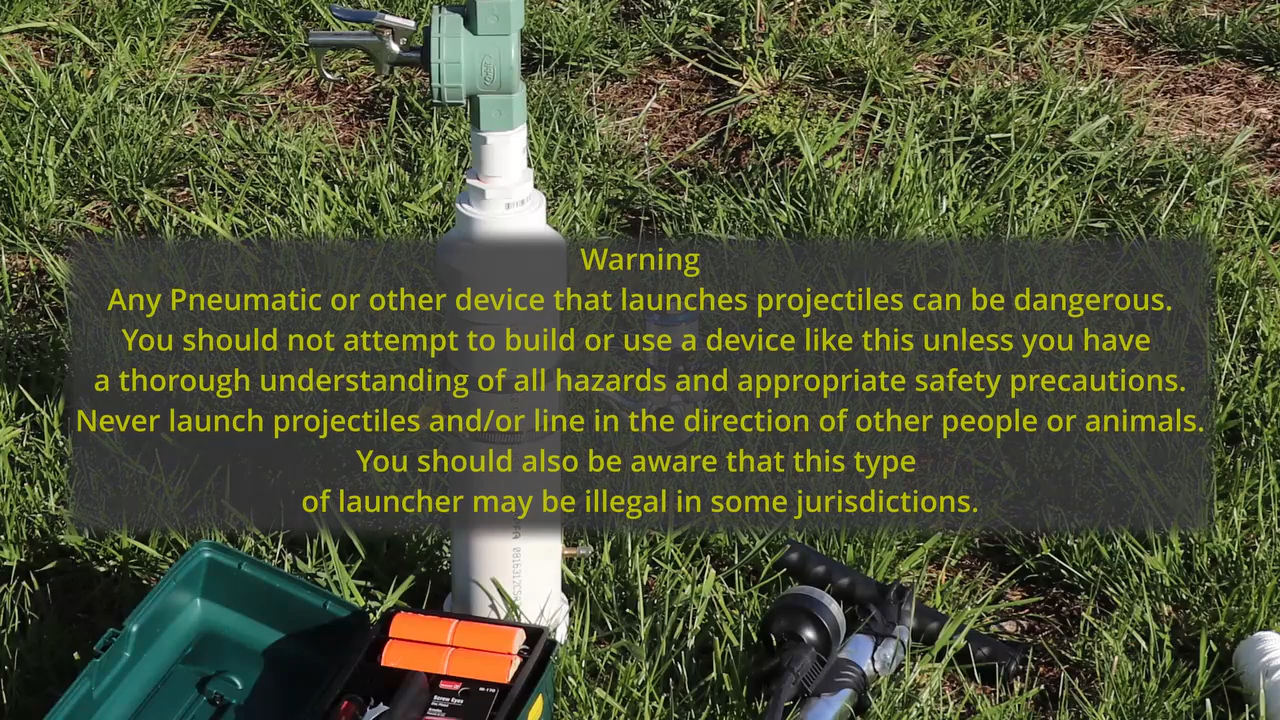 Warning
Any Pneumatic or other device that launches projectiles can be dangerous.
You should not attempt to build or use a device like this unless you have
a thorough understanding of all hazards and appropriate safety precautions.
Never launch projectiles and/or line in the direction of other people or animals.
You should also be aware that this type
of launcher may be illegal in some jurisdictions.
Screw Eyes